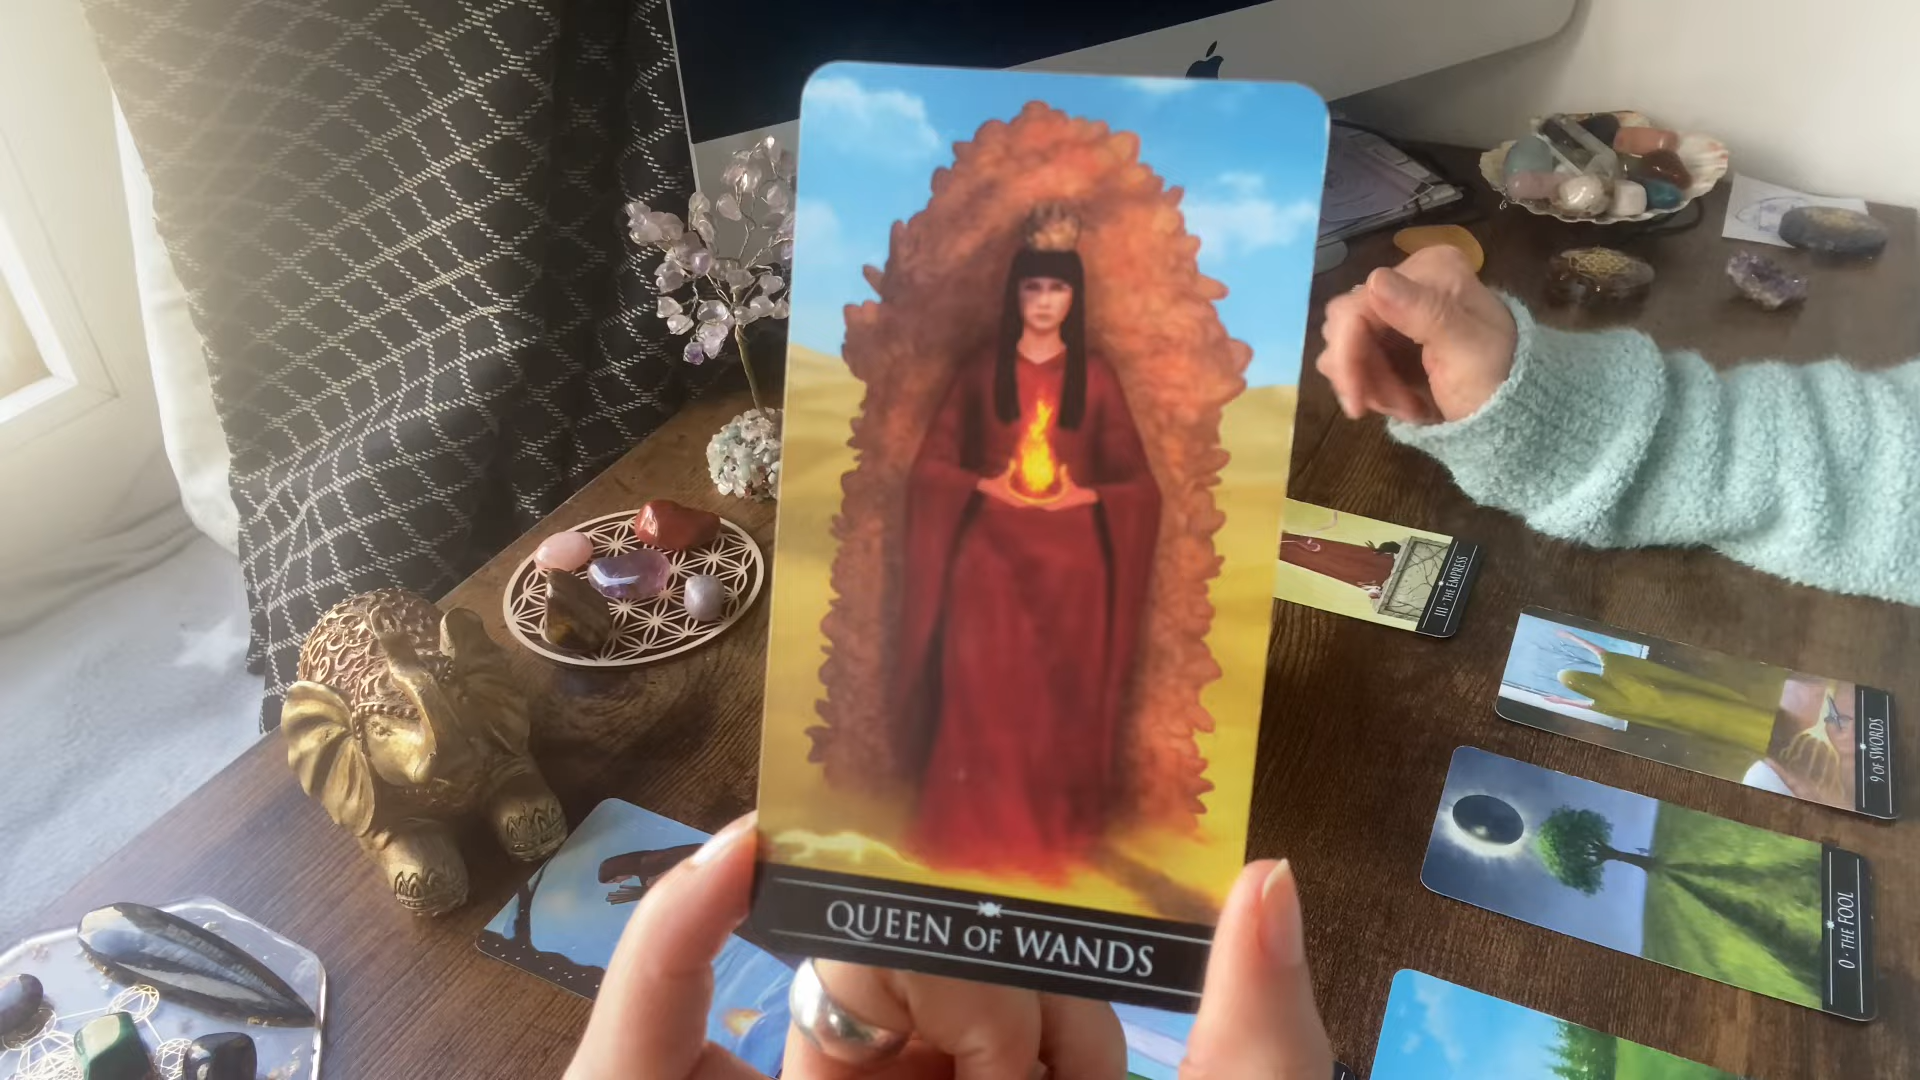 QUEEN OF WANDS
III · THE EMPRESS
9 OF SWORDS
0 · THE FOOL